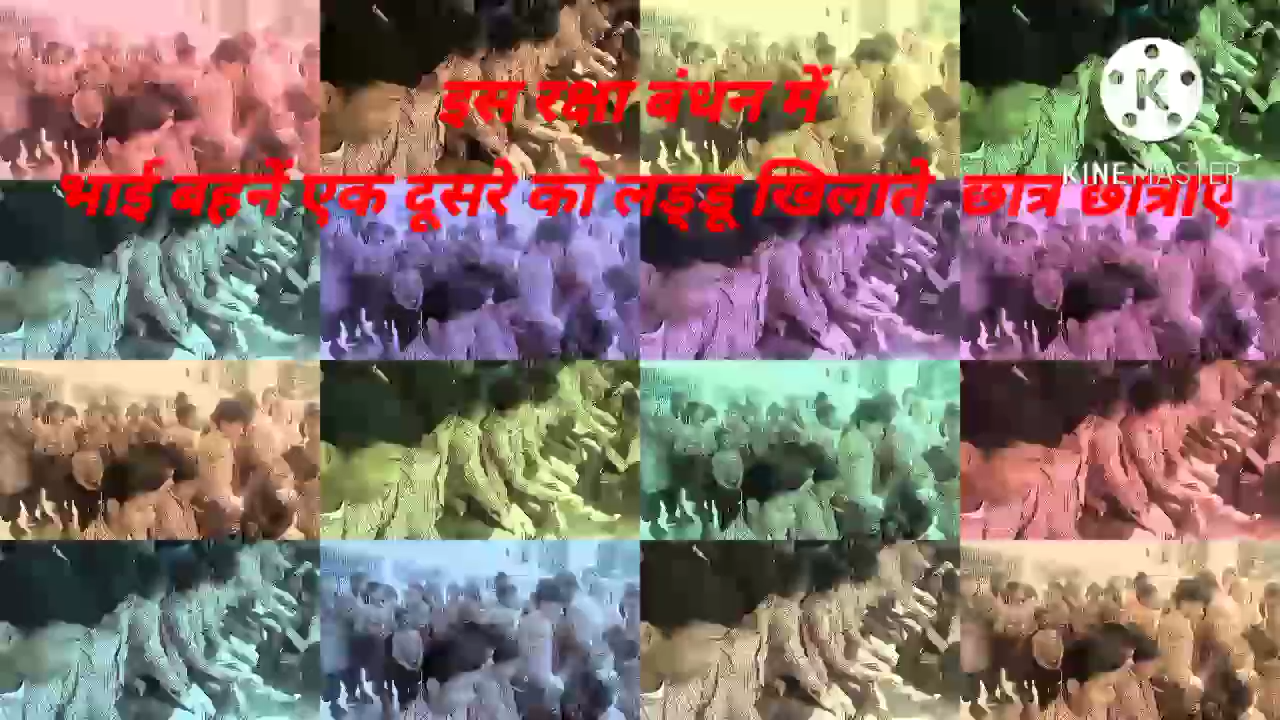 इस रक्षा बंधन में
भाई बहनें एक दूसरे को लड्डू खिलाते छात्र छात्राए
K
KINEMASTER